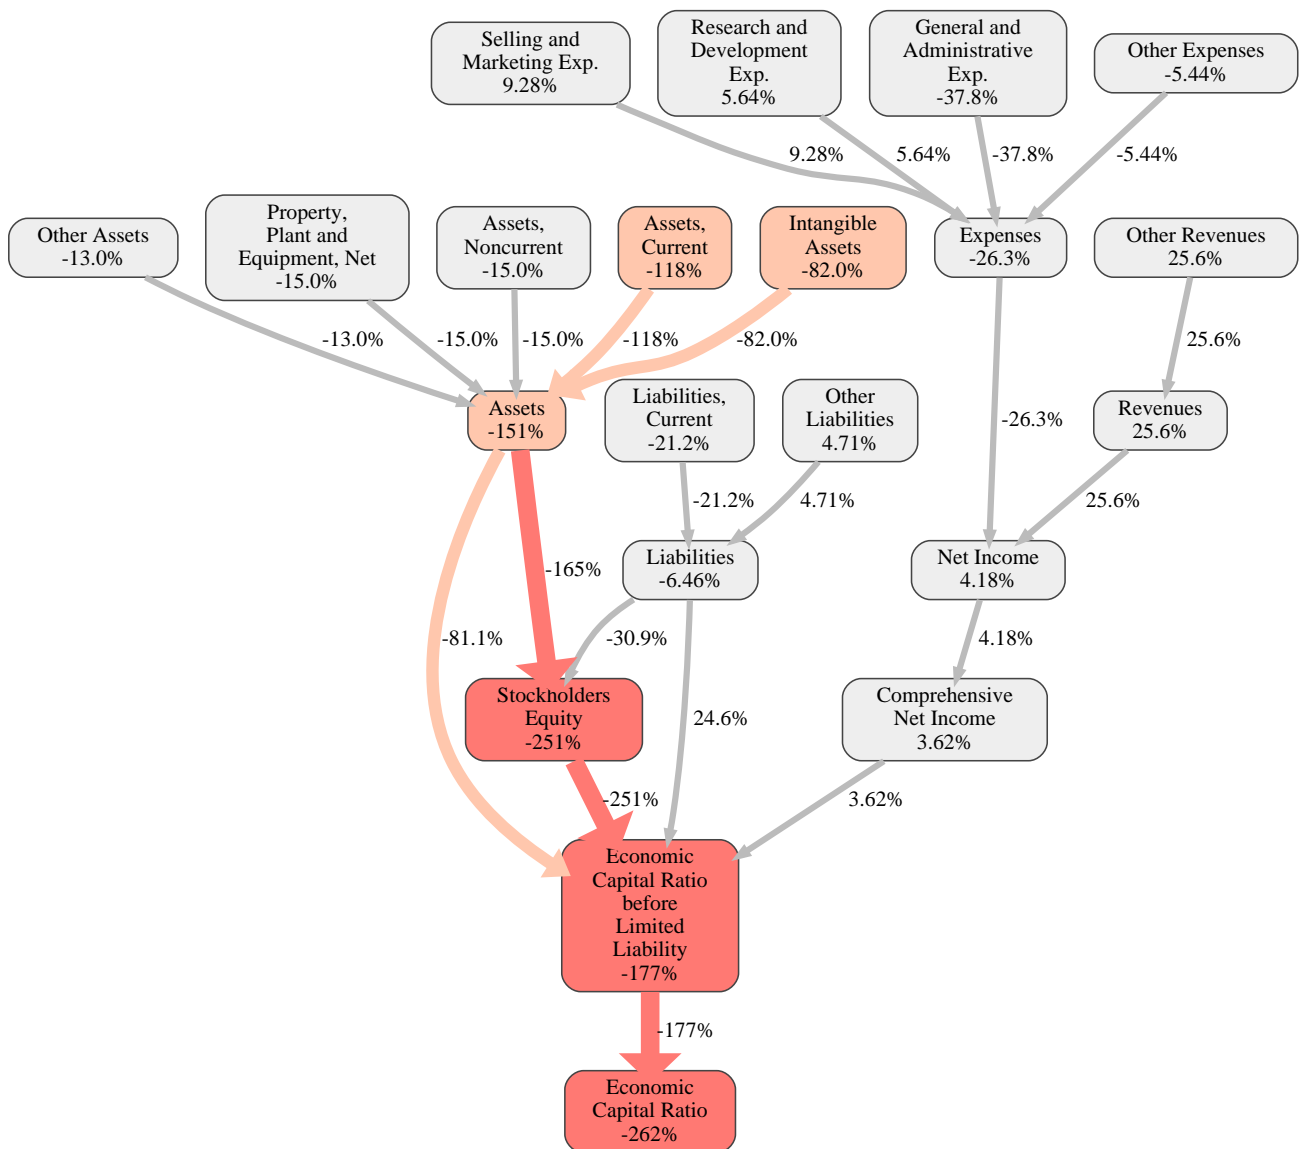 Selling and
Marketing Exp.
9.28%
Research and
Development
Exp.
5.64%
General and
Administrative
Exp.
-37.8%
Other Expenses
-5.44%
9.28%
5.64%
-37.8%
-5.44%
Other Assets
-13.0%
Property,
Plant and
Equipment, Net
-15.0%
Assets,
Noncurrent
-15.0%
Assets,
Current
-118%
Intangible
Assets
-82.0%
Expenses
-26.3%
Other Revenues
25.6%
-13.0%
-15.0%
-15.0%
-118%
-82.0%
25.6%
Assets
-151%
Liabilities,
Current
-21.2%
Other
Liabilities
4.71%
-26.3%
Revenues
25.6%
-21.2%
4.71%
25.6%
-165%
Liabilities
-6.46%
Net Income
4.18%
-81.1%
-30.9%
4.18%
Stockholders
Equity
-251%
24.6%
Comprehensive
Net Income
3.62%
-251%
3.62%
Economic
Capital Ratio
before
Limited
Liability
-177%
-177%
Economic
Capital Ratio
-262%